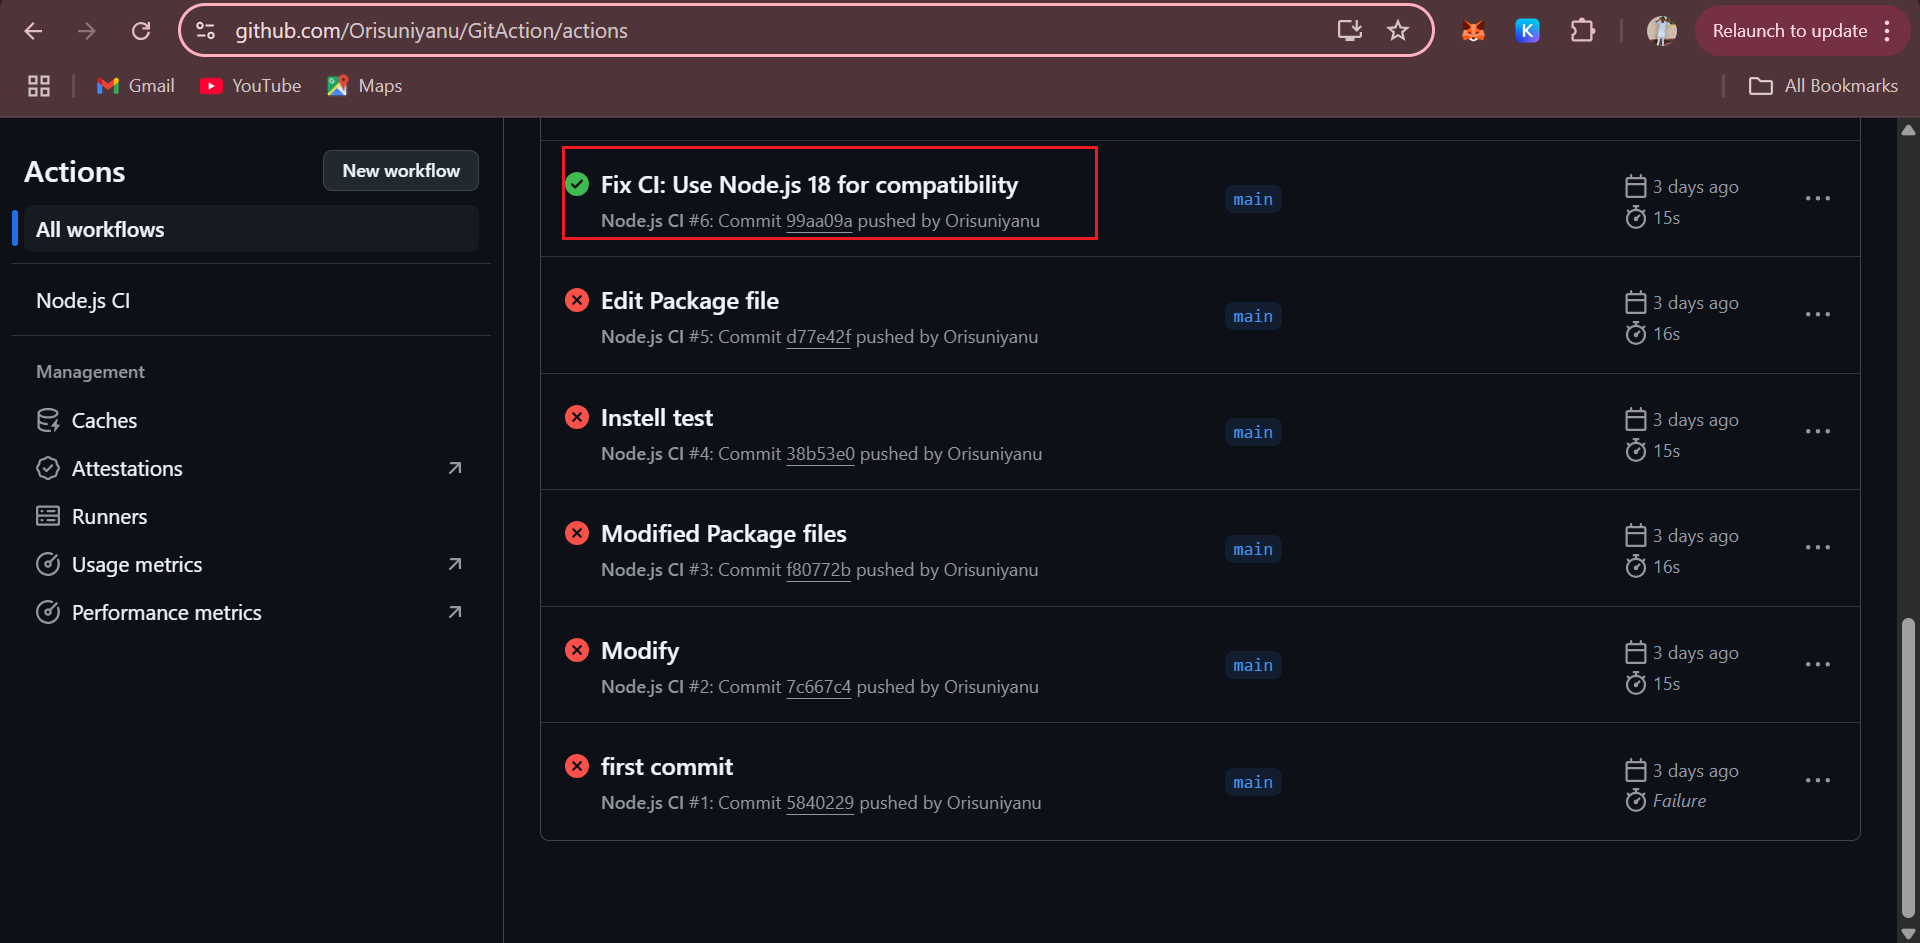 github.com/Orisuniyanu/GitAction/actions
K
Relaunch to update
Gmail
YouTube
Maps
All Bookmarks
Actions
New workflow
All workflows
Node.js CI
Management
Caches
Attestations
Runners
Usage metrics
Performance metrics
Fix CI: Use Node.js 18 for compatibility
Node.js CI #6: Commit 99aa09a pushed by Orisuniyanu
main
3 days ago
15s
Edit Package file
Node.js CI #5: Commit d77e42f pushed by Orisuniyanu
main
3 days ago
16s
Instell test
Node.js CI #4: Commit 38b53e0 pushed by Orisuniyanu
main
3 days ago
15s
Modified Package files
Node.js CI #3: Commit f80772b pushed by Orisuniyanu
main
3 days ago
16s
Modify
Node.js CI #2: Commit 7c667c4 pushed by Orisuniyanu
main
3 days ago
15s
first commit
Node.js CI #1: Commit 5840229 pushed by Orisuniyanu
main
3 days ago
Failure